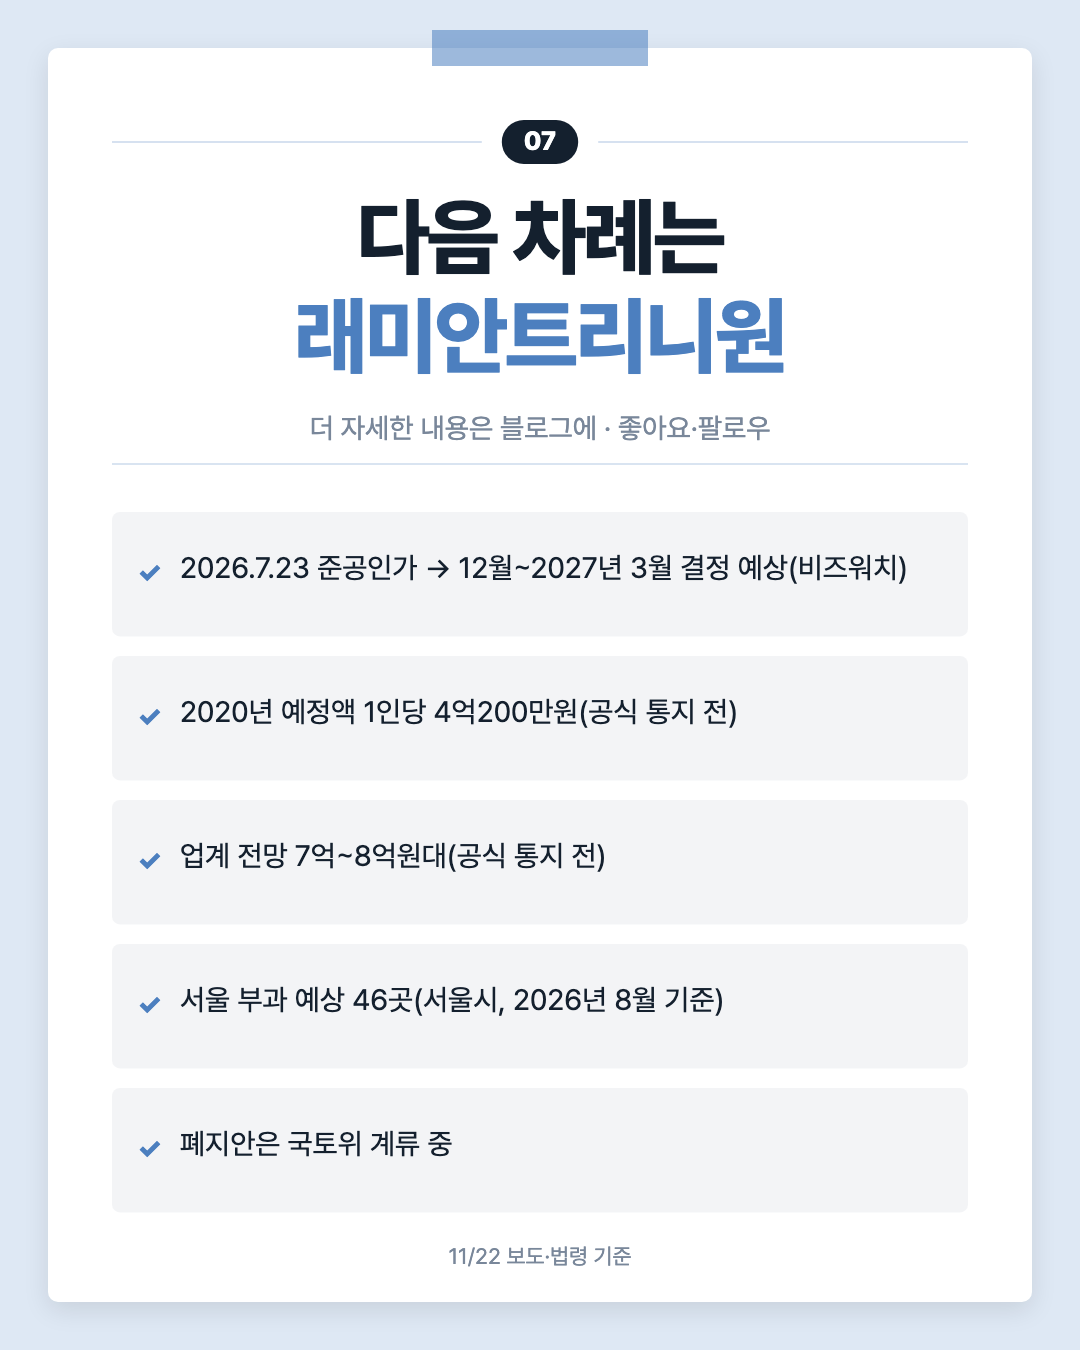 07
다음 차례는
래미안트리니원
더 자세한 내용은 블로그에 · 좋아요·팔로우
2026.7.23 준공인가 → 12월~2027년 3월 결정 예상(비즈워치)
2020년 예정액 1인당 4억200만원(공식 통지 전)
업계 전망 7억~8억원대(공식 통지 전)
서울 부과 예상 46곳(서울시, 2026년 8월 기준)
폐지안은 국토위 계류 중
11/22 보도·법령 기준